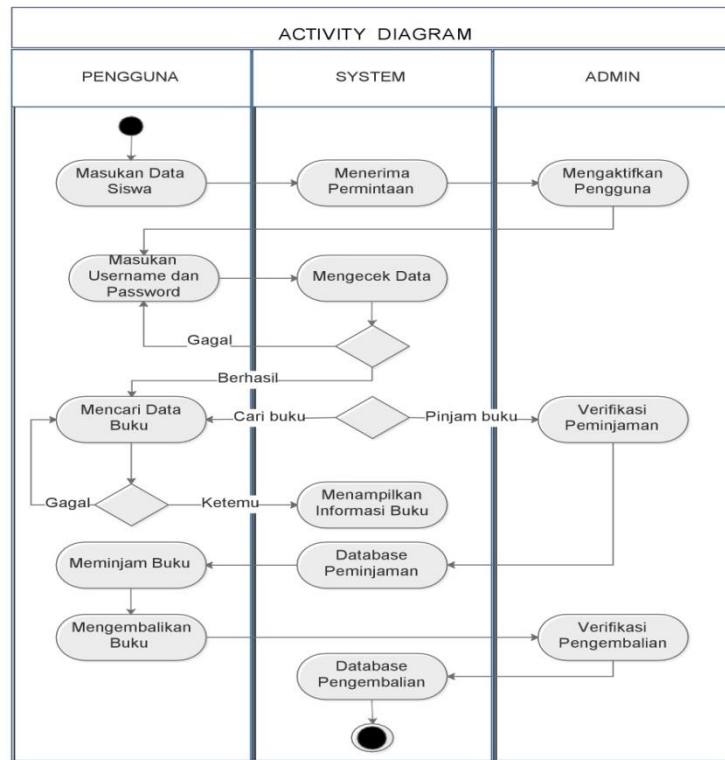 ACTIVITY DIAGRAM
PENGGUNA
SYSTEM
ADMIN
Masukan Data
Siswa
Menerima
Permintaan
Mengaktifkan
Pengguna
Masukan
Username dan
Password
Mengecek Data
Gagal
Berhasil
Mencari Data
Buku
Cari buku
Pinjam buku
Verifikasi
Peminjaman
Gagal
Ketemu
Menampilkan
Informasi Buku
Meminjam Buku
Database
Peminjaman
Mengembalikan
Buku
Verifikasi
Pengembalian
Database
Pengembalian